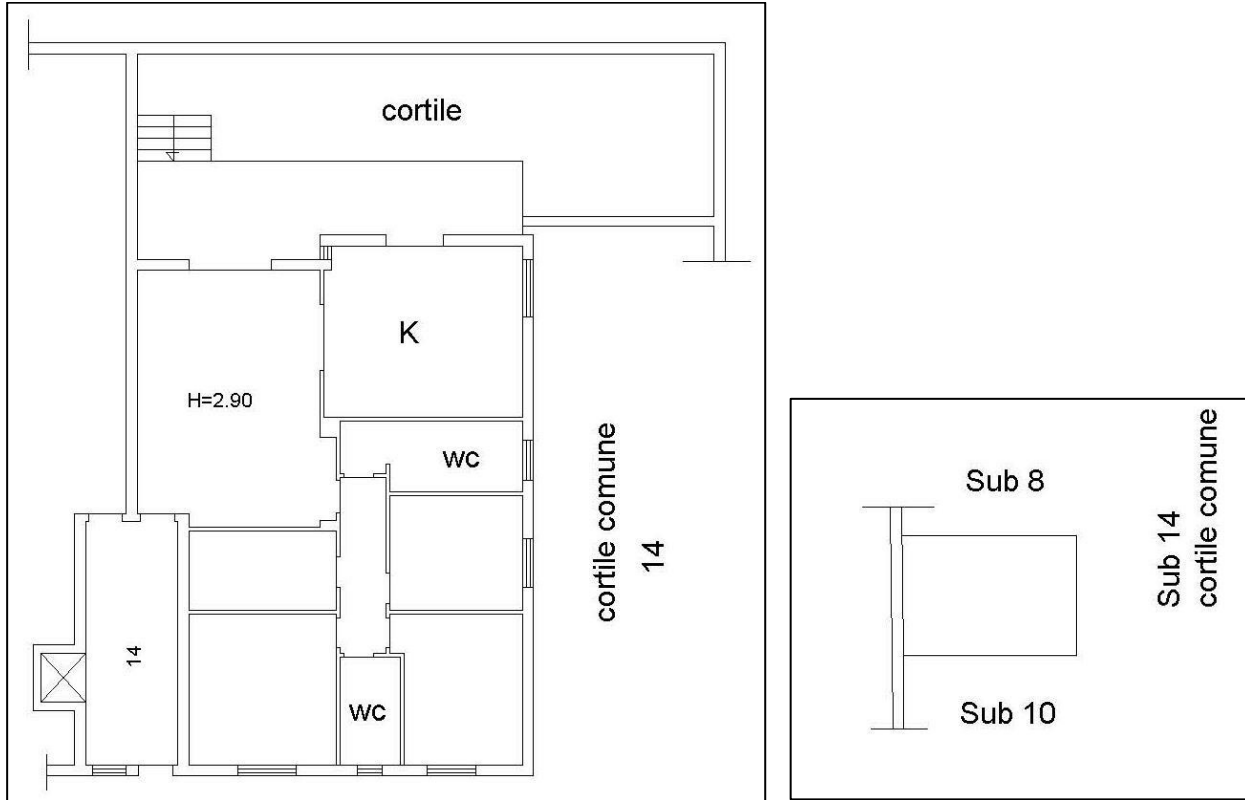 cortile
K
H=2.90
wc
cortile comune
14
14
wc
Sub 8
Sub 14
cortile comune
Sub 10